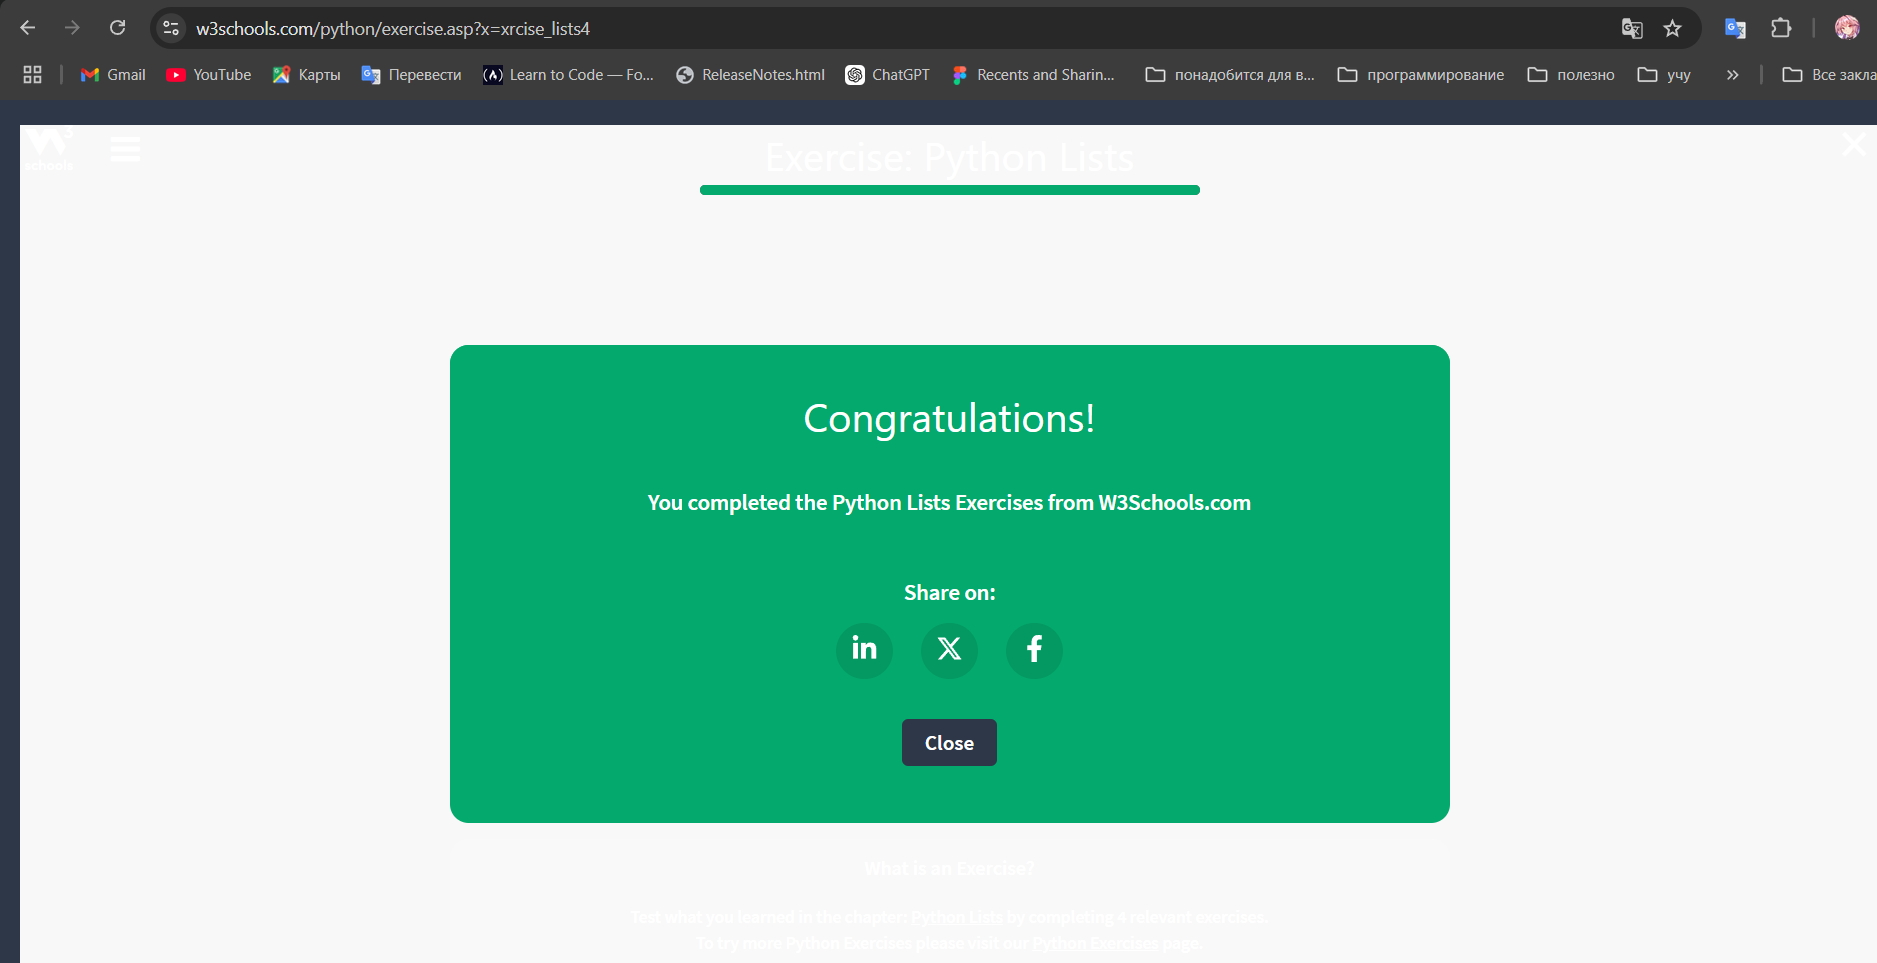 w3schools.com/python/exercise.asp?x=xrcise_lists4
Gmail YouTube Карты Перевести Learn to Code — Fo... ReleaseNotes.html ChatGPT Recents and Sharin... понадобится для в... программирование полезно учу » Все закла
W3
schools
Exercise: Python Lists
Congratulations!
You completed the Python Lists Exercises from W3Schools.com
Share on:
in X f
Close
What is an Exercise?
Test what you learned in the chapter: Python Lists by completing 4 relevant exercises.
To try more Python Exercises please visit our Python Exercises page.